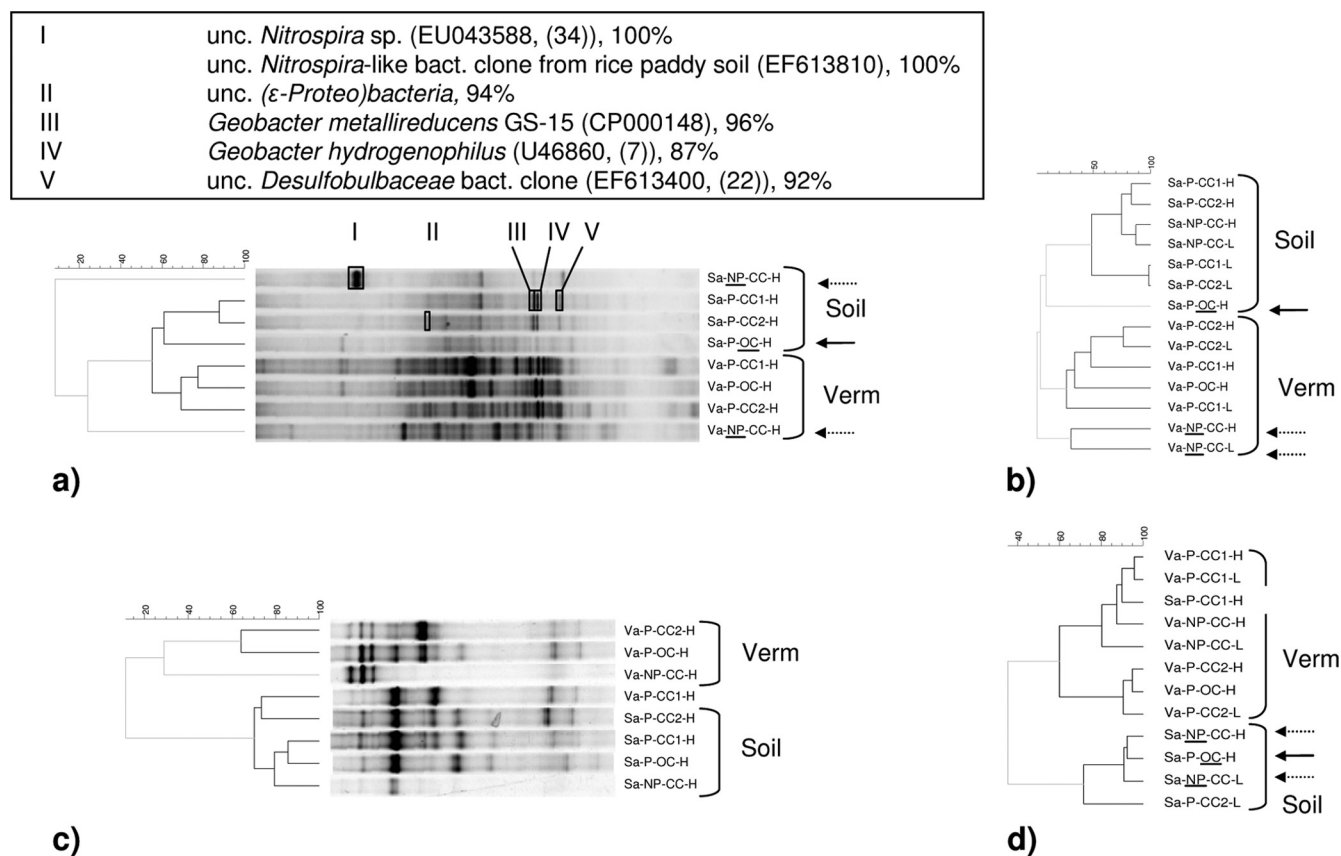 I unc. Nitrospira sp. (EU043588, (34)), 100%
unc. Nitrospira-like bact. clone from rice paddy soil (EF613810), 100%
II unc. (ε-Proteo)bacteria, 94%
III Geobacter metallireducens GS-15 (CP000148), 96%
IV Geobacter hydrogenophilus (U46860, (7)), 87%
V unc. Desulfobulbaceae bact. clone (EF613400, (22)), 92%
I II III IV V
20 40 60 80 100
Sa-NP-CC-H
Sa-P-CC1-H
Sa-P-CC2-H
Sa-P-OC-H
Soil
Va-P-CC1-H
Va-P-OC-H
Va-P-CC2-H
Va-NP-CC-H
Verm
a)
50 100
Sa-P-CC1-H
Sa-P-CC2-H
Sa-NP-CC-H
Sa-NP-CC-L
Sa-P-CC1-L
Sa-P-CC2-L
Sa-P-OC-H
Soil
Va-P-CC2-H
Va-P-CC2-L
Va-P-CC1-H
Va-P-OC-H
Va-P-CC1-L
Va-NP-CC-H
Va-NP-CC-L
Verm
b)
20 40 60 80 100
Va-P-CC2-H
Va-P-OC-H
Va-NP-CC-H
Verm
Va-P-CC1-H
Sa-P-CC2-H
Sa-P-CC1-H
Sa-P-OC-H
Sa-NP-CC-H
Soil
c)
40 60 80 100
Va-P-CC1-H
Va-P-CC1-L
Sa-P-CC1-H
Va-NP-CC-H
Va-NP-CC-L
Va-P-CC2-H
Va-P-OC-H
Va-P-CC2-L
Verm
Sa-NP-CC-H
Sa-P-OC-H
Sa-NP-CC-L
Sa-P-CC2-L
Soil
d)